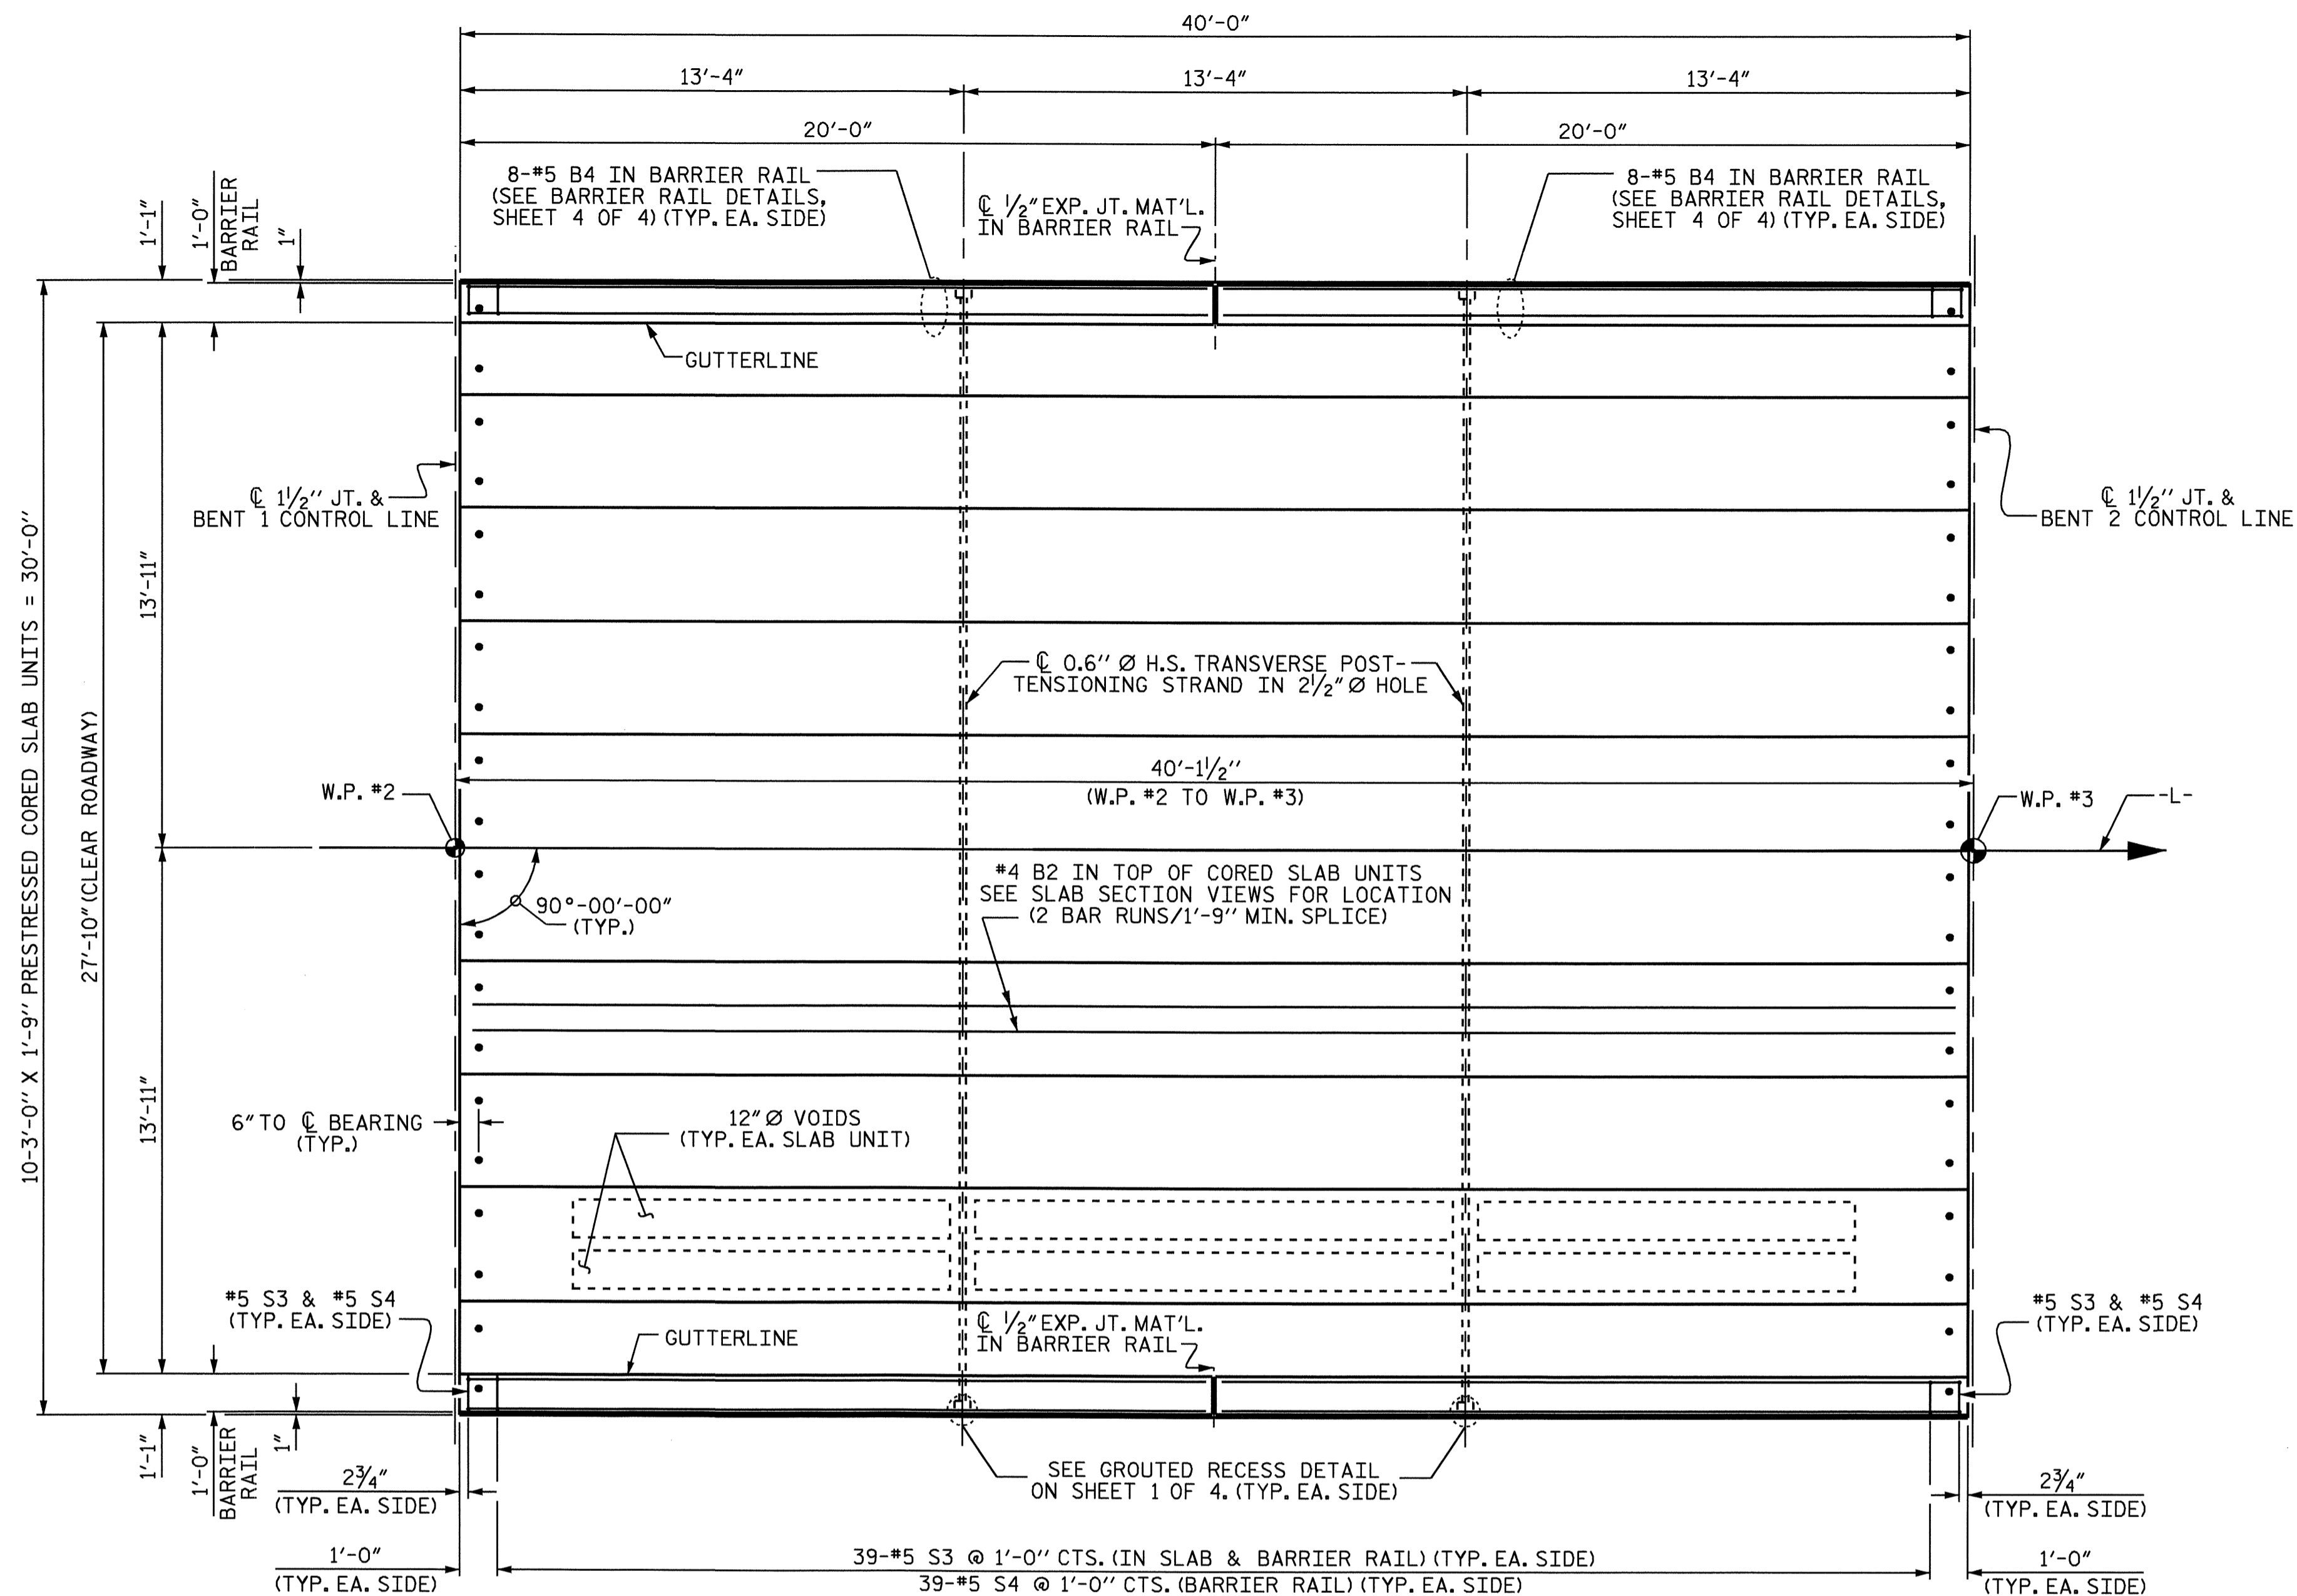 40'-0"
13'-4"
13'-4"
13'-4"
20'-0"
20'-0"
8-#5 B4 IN BARRIER RAIL
(SEE BARRIER RAIL DETAILS,
SHEET 4 OF 4) (TYP. EA. SIDE)
℄ 1/2" EXP. JT. MAT'L.
IN BARRIER RAIL
8-#5 B4 IN BARRIER RAIL
(SEE BARRIER RAIL DETAILS,
SHEET 4 OF 4) (TYP. EA. SIDE)
1'-1"
1'-0"
BARRIER
RAIL
1"
GUTTERLINE
℄ 1 1/2" JT. &
BENT 1 CONTROL LINE
℄ 1 1/2" JT. &
BENT 2 CONTROL LINE
10-3'-0" X 1'-9" PRESTRESSED CORED SLAB UNITS = 30'-0"
27'-10" (CLEAR ROADWAY)
13'-11"
℄ 0.6" Ø H.S. TRANSVERSE POST-
TENSIONING STRAND IN 2 1/2" Ø HOLE
W.P. #2
40'-1 1/2"
(W.P. #2 TO W.P. #3)
W.P. #3
-L-
90°-00'-00"
(TYP.)
#4 B2 IN TOP OF CORED SLAB UNITS
SEE SLAB SECTION VIEWS FOR LOCATION
(2 BAR RUNS/1'-9" MIN. SPLICE)
13'-11"
6" TO ℄ BEARING
(TYP.)
12" Ø VOIDS
(TYP. EA. SLAB UNIT)
#5 S3 & #5 S4
(TYP. EA. SIDE)
GUTTERLINE
℄ 1/2" EXP. JT. MAT'L.
IN BARRIER RAIL
#5 S3 & #5 S4
(TYP. EA. SIDE)
1'-1"
1'-0"
BARRIER
RAIL
1"
2 3/4"
(TYP. EA. SIDE)
SEE GROUTED RECESS DETAIL
ON SHEET 1 OF 4. (TYP. EA. SIDE)
2 3/4"
(TYP. EA. SIDE)
1'-0"
(TYP. EA. SIDE)
39-#5 S3 @ 1'-0" CTS. (IN SLAB & BARRIER RAIL) (TYP. EA. SIDE)
39-#5 S4 @ 1'-0" CTS. (BARRIER RAIL) (TYP. EA. SIDE)
1'-0"
(TYP. EA. SIDE)